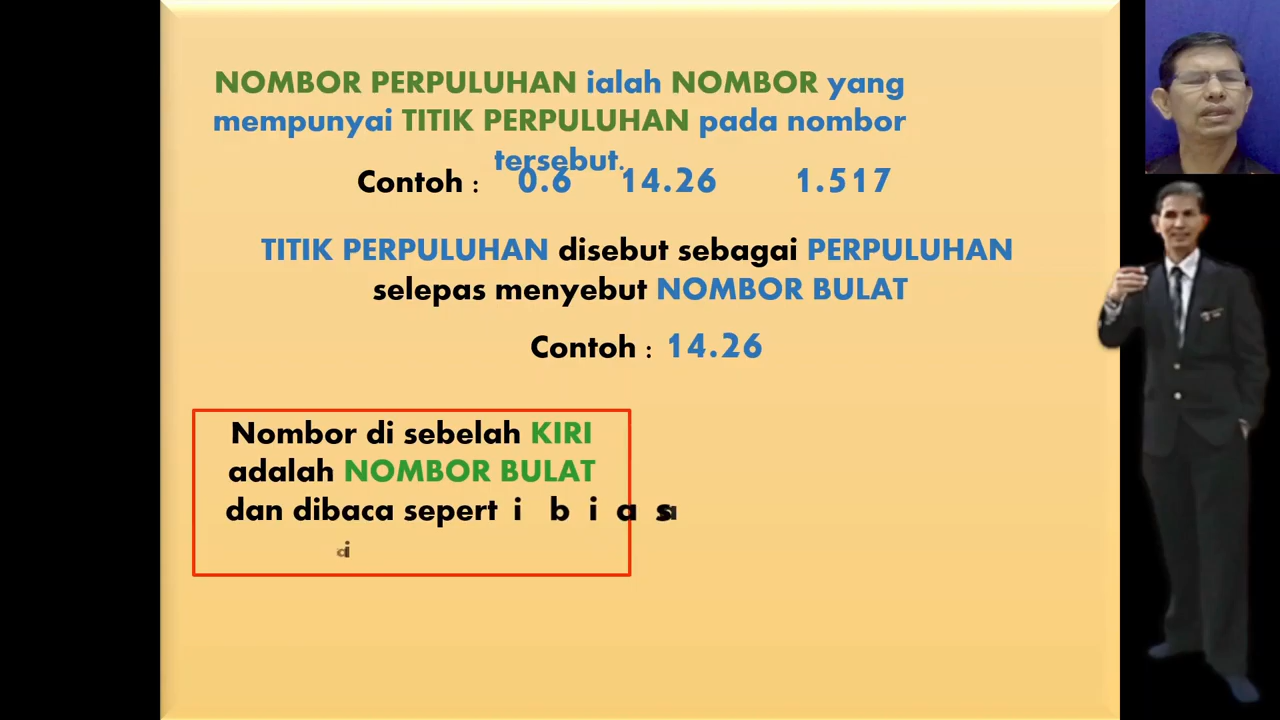 NOMBOR PERPULUHAN ialah NOMBOR yang
mempunyai TITIK PERPULUHAN pada nombor
tersebut.
Contoh : 0.6 14.26 1.517
TITIK PERPULUHAN disebut sebagai PERPULUHAN
selepas menyebut NOMBOR BULAT
Contoh : 14.26
Nombor di sebelah KIRI
adalah NOMBOR BULAT
dan dibaca seperti bias